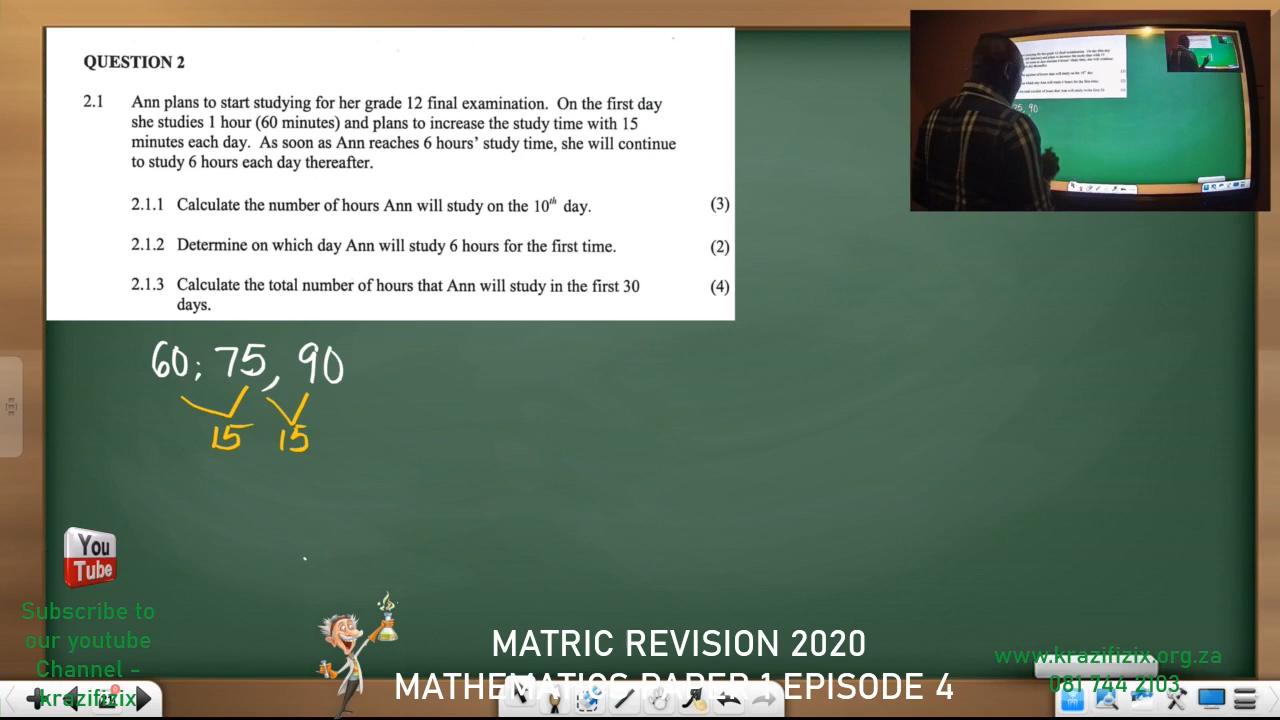 QUESTION 2
2.1 Ann plans to start studying for her grade 12 final examination. On the first day
she studies 1 hour (60 minutes) and plans to increase the study time with 15
minutes each day. As soon as Ann reaches 6 hours' study time, she will continue
to study 6 hours each day thereafter.
2.1.1 Calculate the number of hours Ann will study on the 10th day. (3)
2.1.2 Determine on which day Ann will study 6 hours for the first time. (2)
2.1.3 Calculate the total number of hours that Ann will study in the first 30 (4)
days.
60; 75, 90
15 15
You
Tube
Subscribe to
our youtube
Channel -
krazifizix
MATRIC REVISION 2020
MATHEMATICS PAPER 1 EPISODE 4
www.krazifizix.org.za
081 744 2103